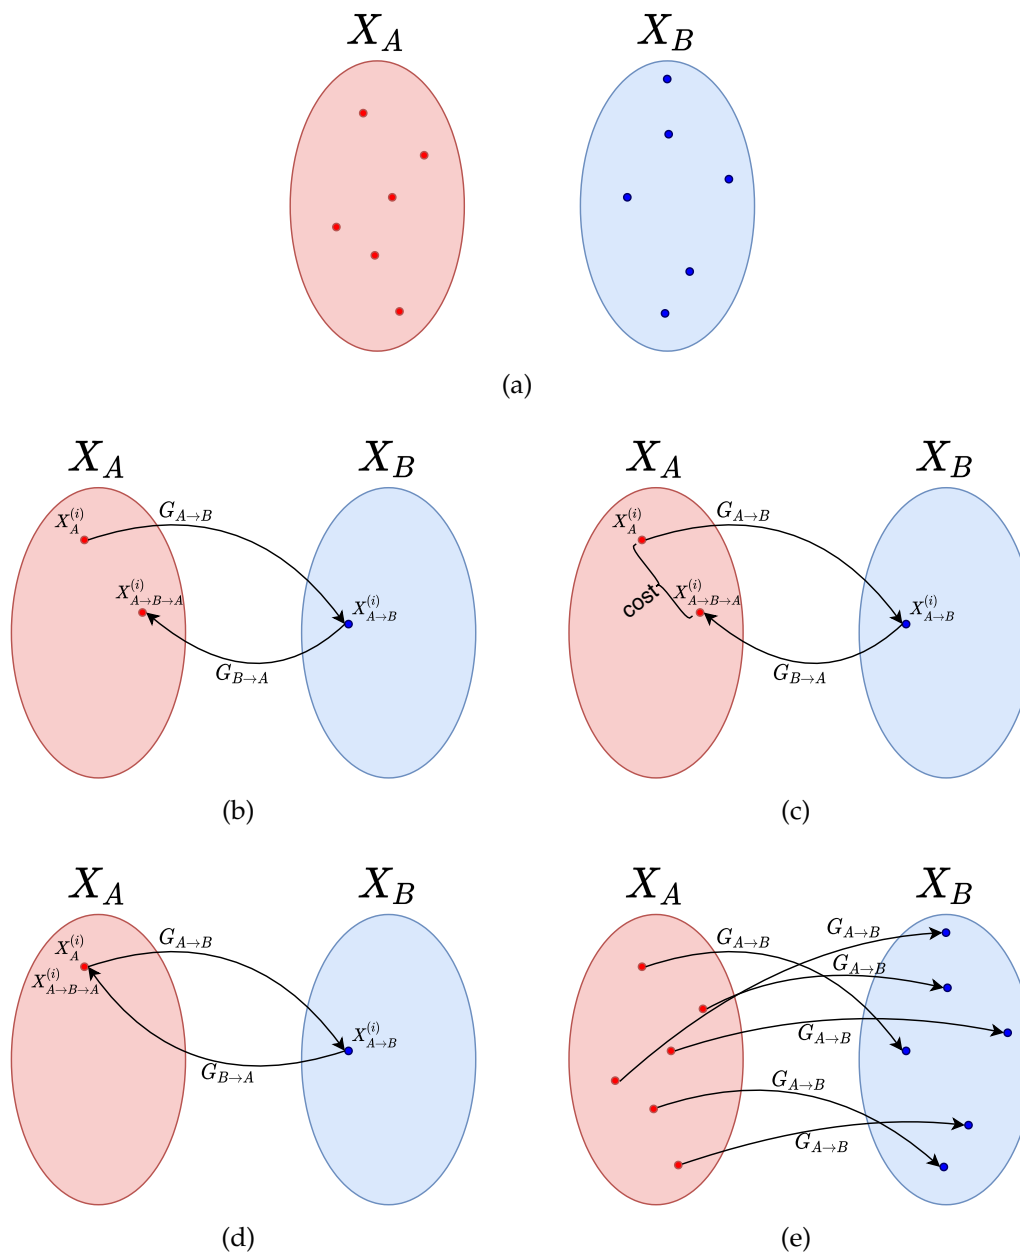 X_A X_B
(a)
X_A X_B
X_A^{(i)} G_{A→B}
X_{A→B→A}^{(i)} X_{A→B}^{(i)}
G_{B→A}
(b)
X_A X_B
X_A^{(i)} G_{A→B}
cost X_{A→B→A}^{(i)} X_{A→B}^{(i)}
G_{B→A}
(c)
X_A X_B
X_A^{(i)} G_{A→B}
X_{A→B→A}^{(i)}
X_{A→B}^{(i)}
G_{B→A}
(d)
X_A X_B
G_{A→B}
G_{A→B}
G_{A→B}
G_{A→B}
G_{A→B}
G_{A→B}
(e)